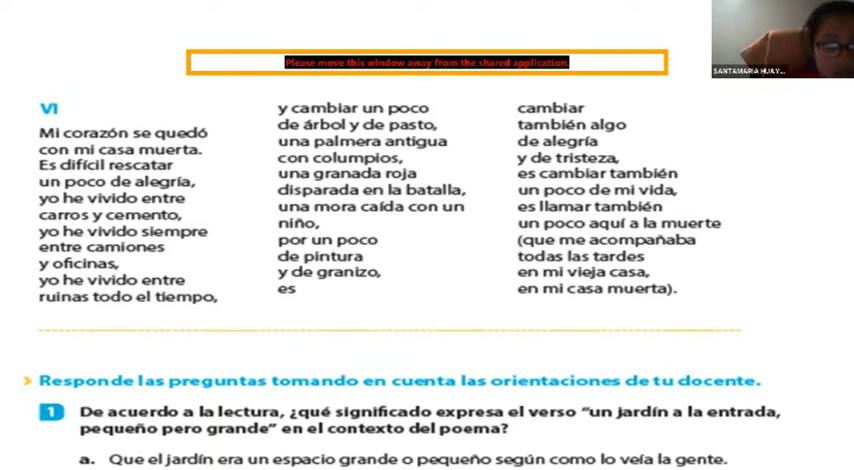 Please move this window away from the shared application.
SANTAMARIA HUAY...
VI
Mi corazón se quedó
con mi casa muerta.
Es difícil rescatar
un poco de alegría,
yo he vivido entre
carros y cemento,
yo he vivido siempre
entre camiones
y oficinas,
yo he vivido entre
ruinas todo el tiempo,
y cambiar un poco
de árbol y de pasto,
una palmera antigua
con columpios,
una granada roja
disparada en la batalla,
una mora caída con un
niño,
por un poco
de pintura
y de granizo,
es
cambiar
también algo
de alegría
y de tristeza,
es cambiar también
un poco de mi vida,
es llamar también
un poco aquí a la muerte
(que me acompañaba
todas las tardes
en mi vieja casa,
en mi casa muerta).
Responde las preguntas tomando en cuenta las orientaciones de tu docente.
1 De acuerdo a la lectura, ¿qué significado expresa el verso "un jardín a la entrada,
pequeño pero grande" en el contexto del poema?
a. Que el jardín era un espacio grande o pequeño según como lo veía la gente.